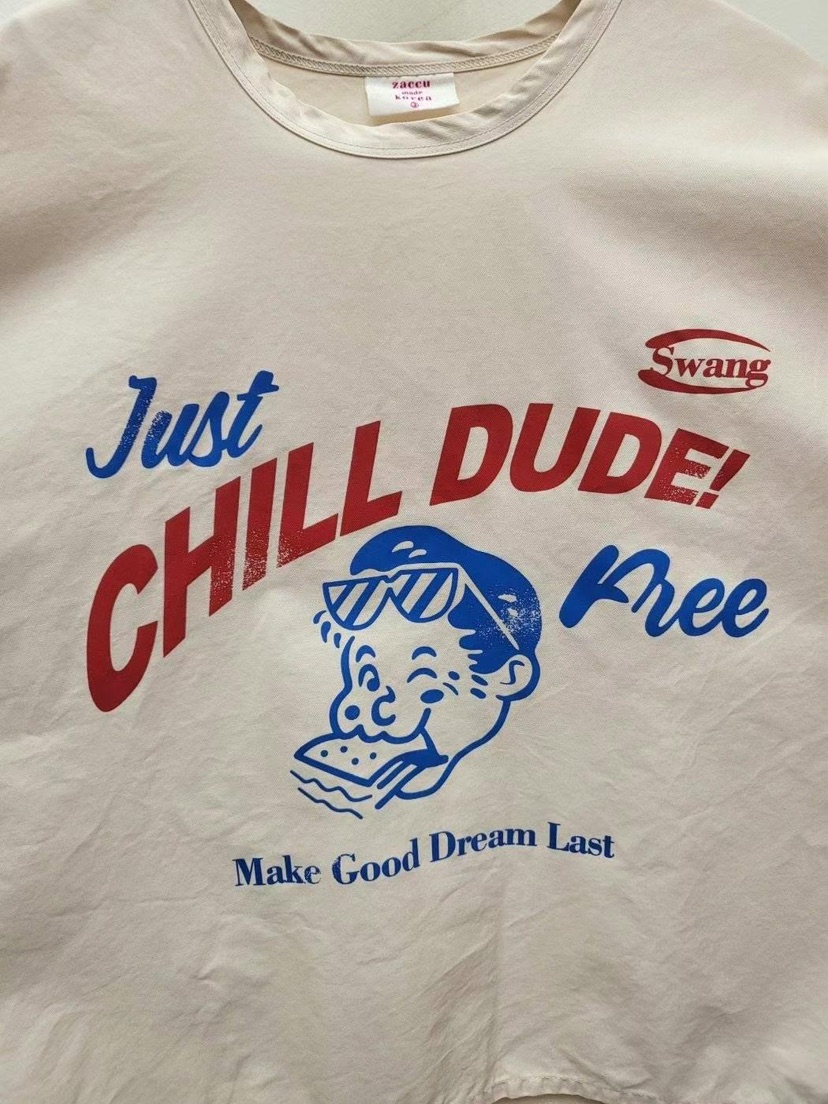 zaccu
made
korea
Swang
Just
CHILL DUDE!
Free
Make Good Dream Last